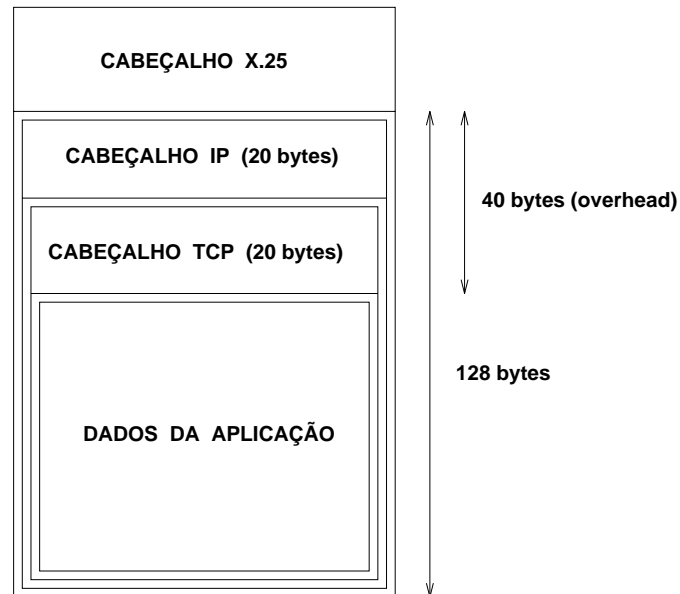 CABEÇALHO X.25
CABEÇALHO IP (20 bytes)
40 bytes (overhead)
CABEÇALHO TCP (20 bytes)
128 bytes
DADOS DA APLICAÇÃO